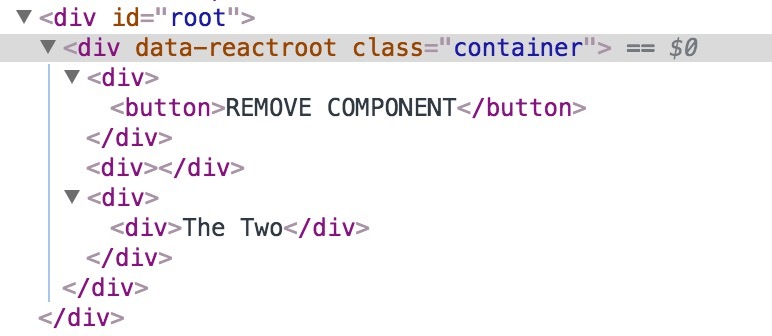 ▼<div id="root">
▼<div data-reactroot class="container"> == $0
▼<div>
<button>REMOVE COMPONENT</button>
</div>
<div></div>
▼<div>
<div>The Two</div>
</div>
</div>
</div>